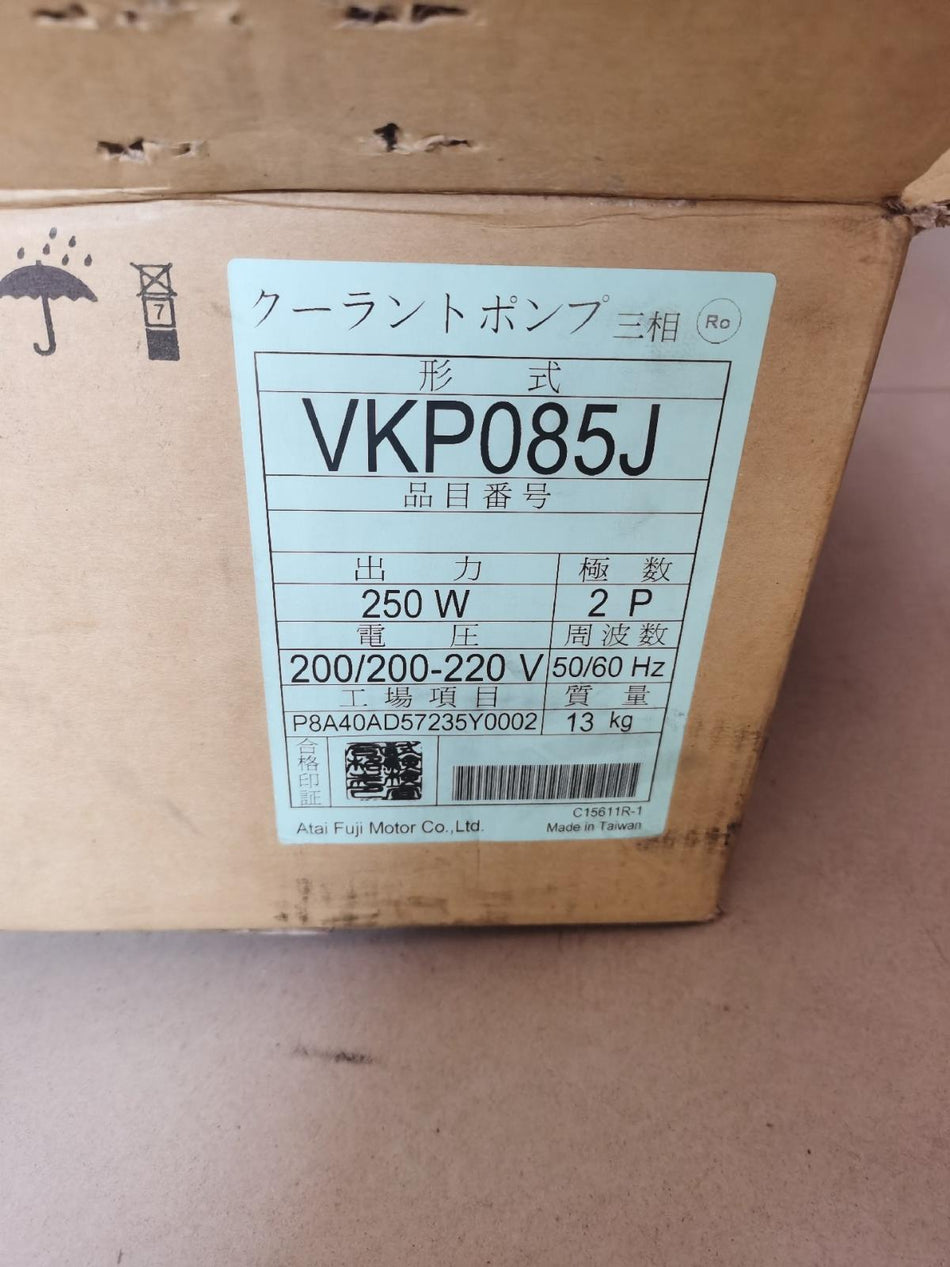 7
クーラントポンプ 三相 Ro
形 式
VKP085J
品目番号
出 力 極 数
250 W 2 P
電 圧 周波数
200/200-220 V 50/60 Hz
工場項目 質 量
P8A40AD57235Y0002 13 kg
合格印証
C15611R-1
Atai Fuji Motor Co.,Ltd. Made in Taiwan